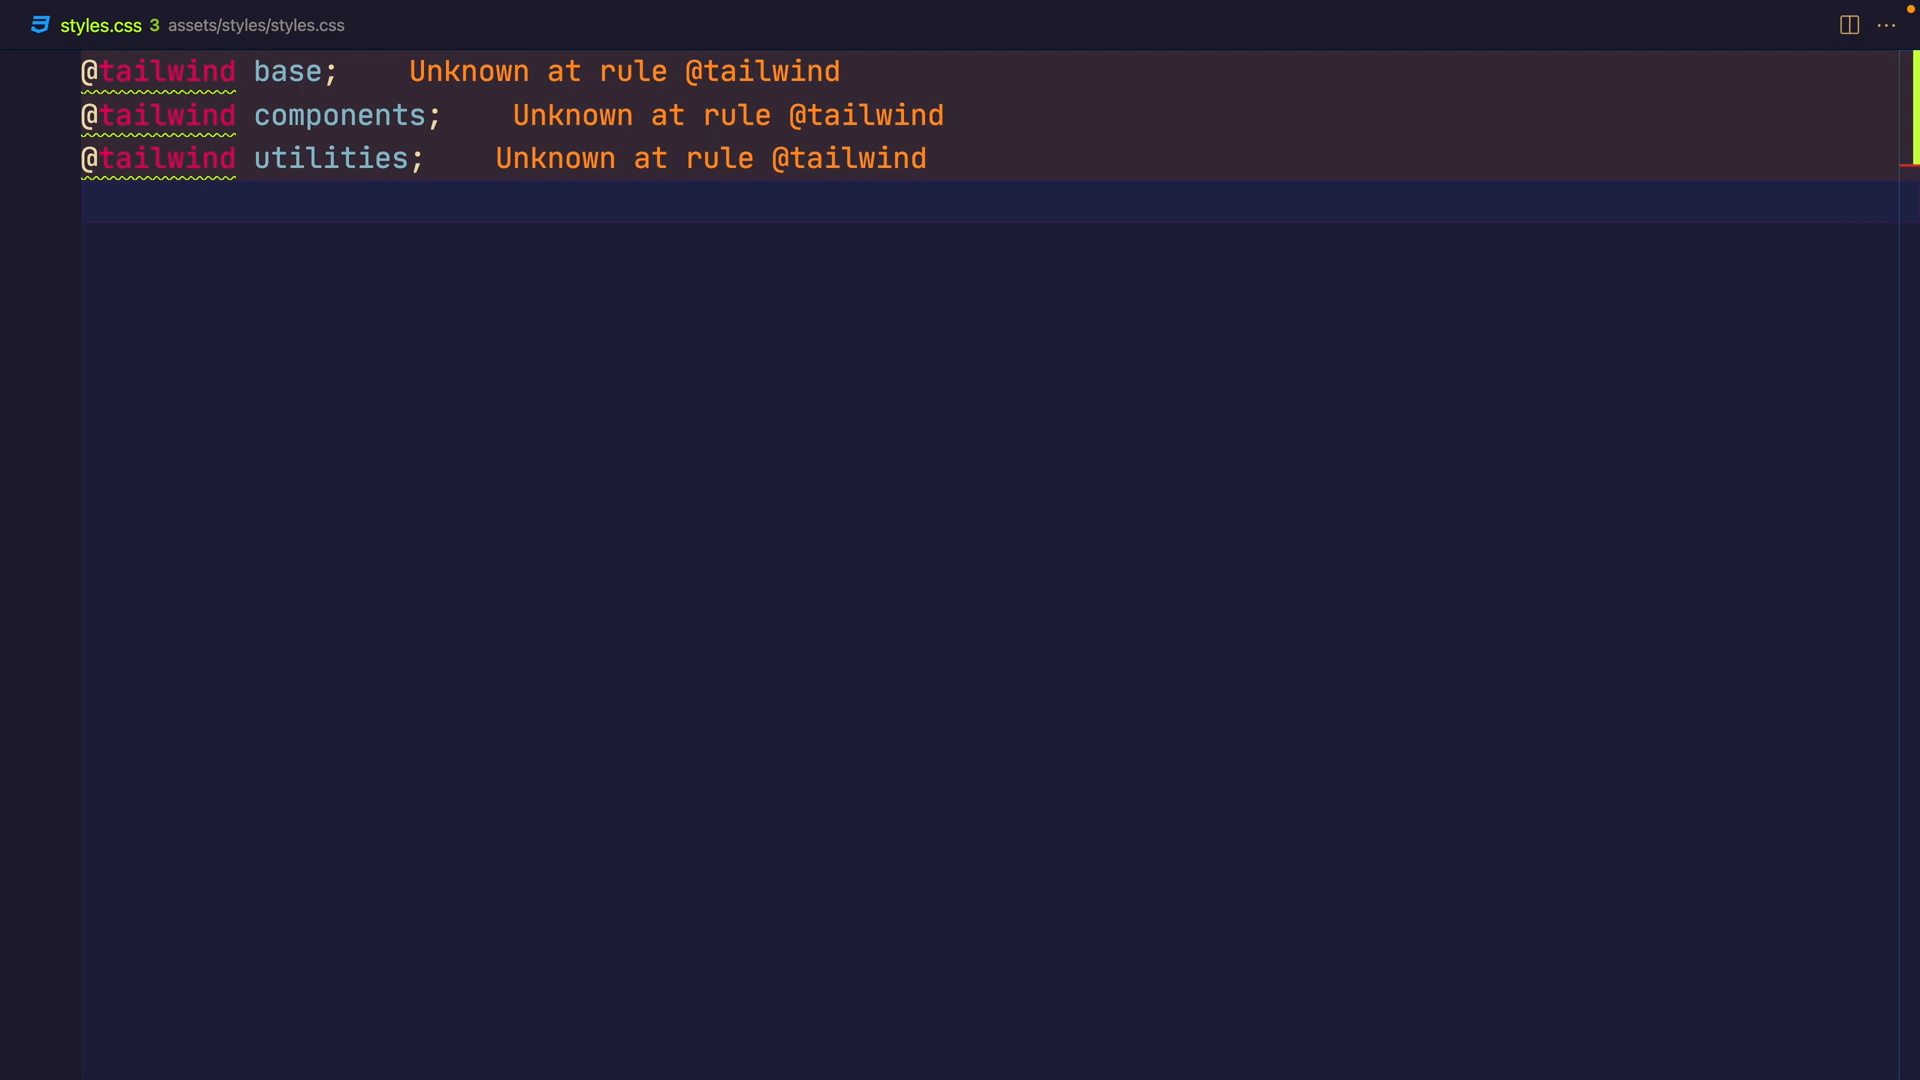 styles.css 3 assets/styles/styles.css
@tailwind base; Unknown at rule @tailwind
@tailwind components; Unknown at rule @tailwind
@tailwind utilities; Unknown at rule @tailwind